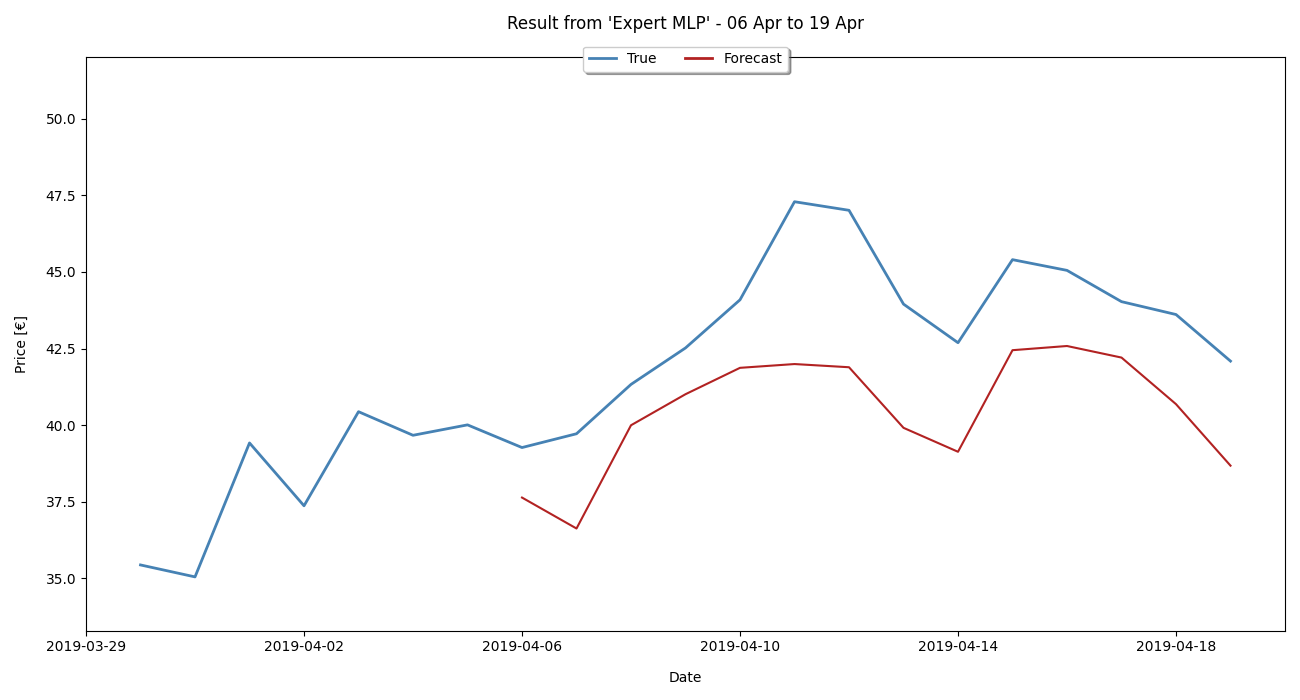 Result from 'Expert MLP' - 06 Apr to 19 Apr
True Forecast
50.0
47.5
45.0
42.5
40.0
37.5
35.0
Price [€]
2019-03-29 2019-04-02 2019-04-06 2019-04-10 2019-04-14 2019-04-18
Date